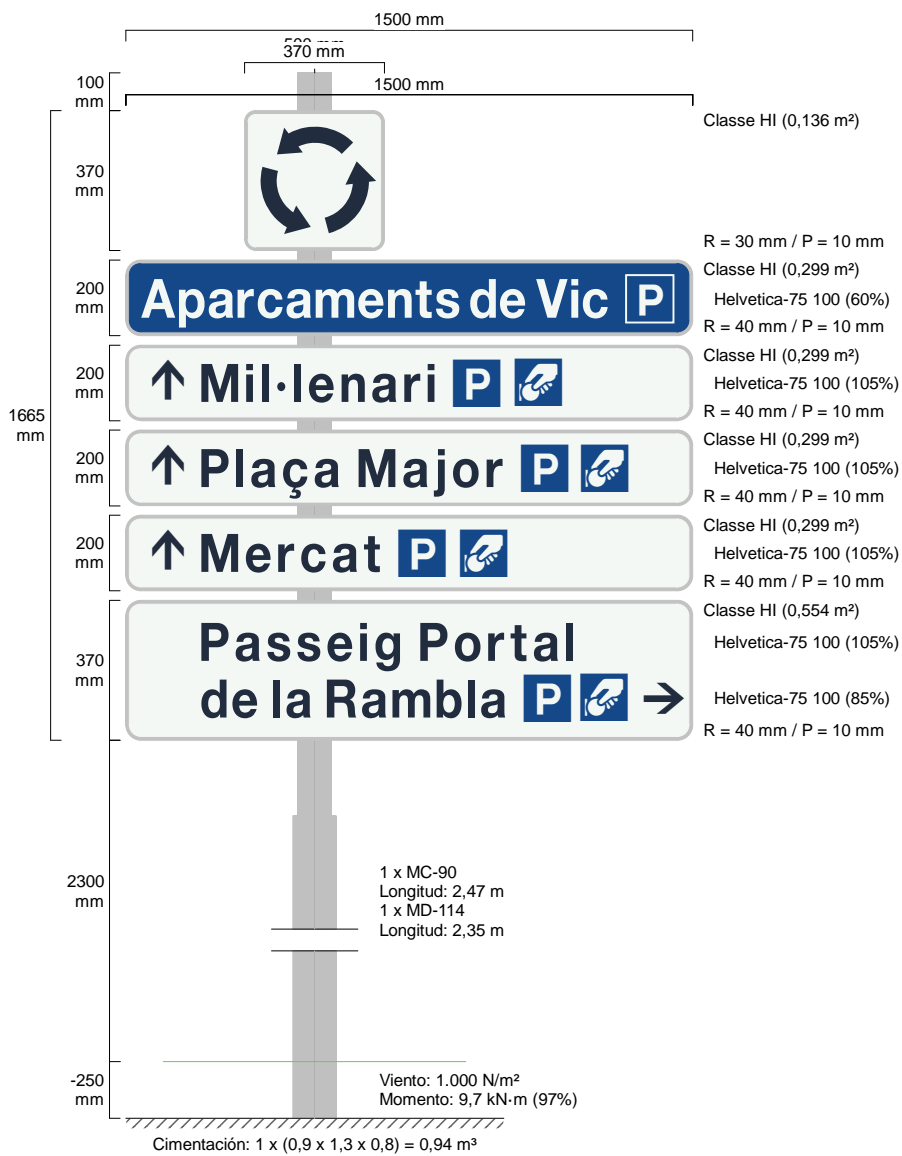 1500 mm
370 mm
1500 mm
100 mm
370 mm
Classe HI (0,136 m²)
R = 30 mm / P = 10 mm
200 mm
Aparcaments de Vic P
Classe HI (0,299 m²)
Helvetica-75 100 (60%)
R = 40 mm / P = 10 mm
200 mm
Mil·lenari P
Classe HI (0,299 m²)
Helvetica-75 100 (105%)
R = 40 mm / P = 10 mm
1665 mm
200 mm
Plaça Major P
Classe HI (0,299 m²)
Helvetica-75 100 (105%)
R = 40 mm / P = 10 mm
200 mm
Mercat P
Classe HI (0,299 m²)
Helvetica-75 100 (105%)
R = 40 mm / P = 10 mm
370 mm
Passeig Portal
de la Rambla P
Classe HI (0,554 m²)
Helvetica-75 100 (105%)
Helvetica-75 100 (85%)
R = 40 mm / P = 10 mm
2300 mm
1 x MC-90
Longitud: 2,47 m
1 x MD-114
Longitud: 2,35 m
-250 mm
Viento: 1.000 N/m²
Momento: 9,7 kN·m (97%)
Cimentación: 1 x (0,9 x 1,3 x 0,8) = 0,94 m³